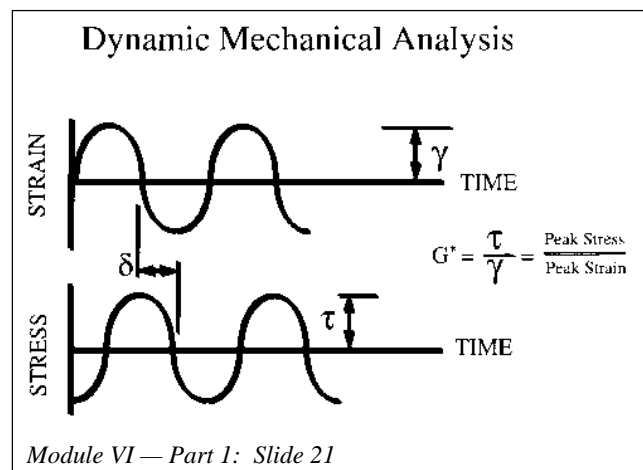 Dynamic Mechanical Analysis
STRAIN
γ
TIME
δ
G* = τ/γ = Peak Stress/Peak Strain
STRESS
τ
TIME
Module VI — Part 1: Slide 21